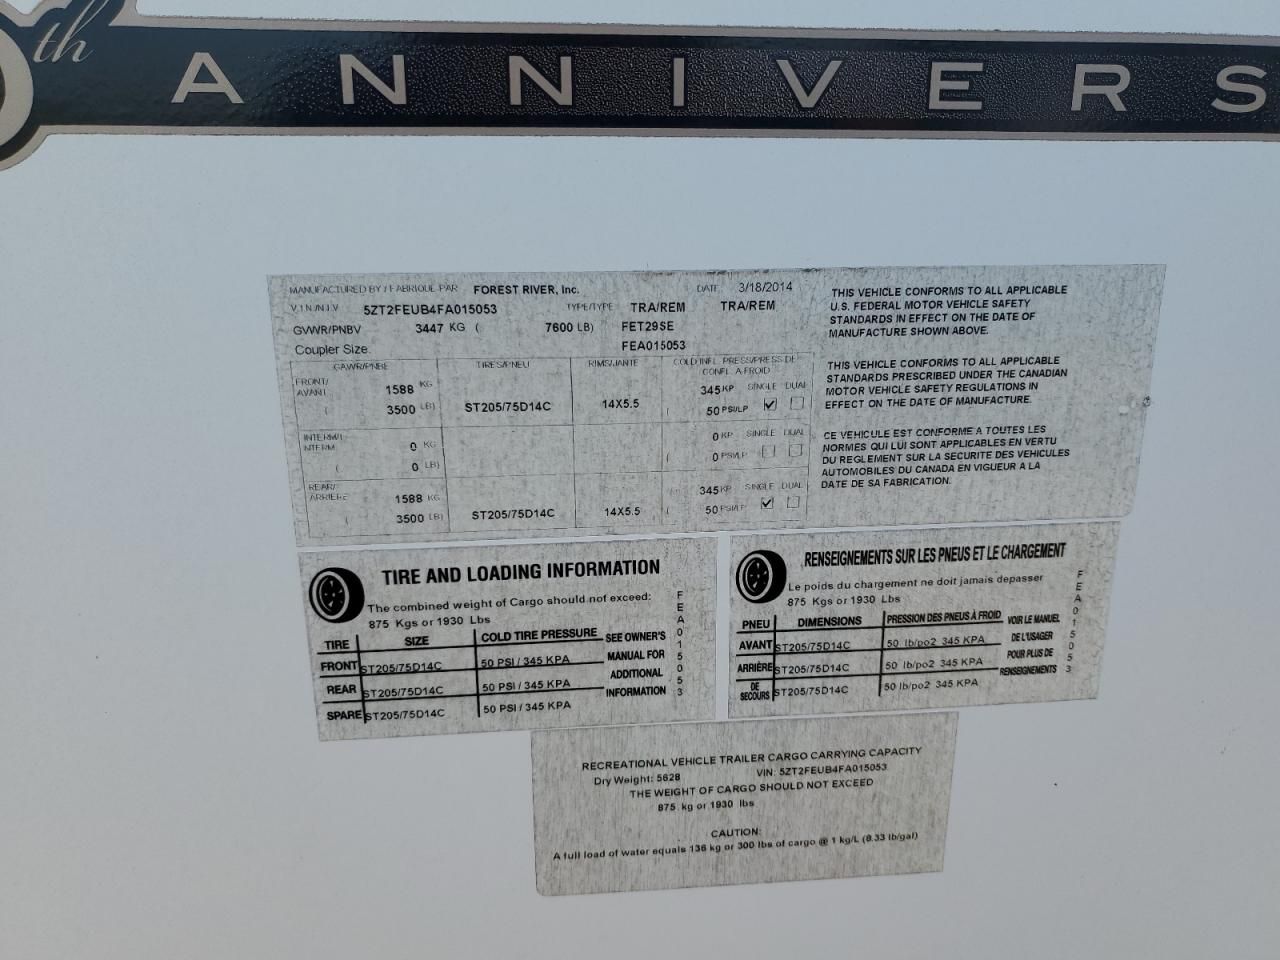 th ANNIVERS
MANUFACTURED BY / FABRIQUE PAR FOREST RIVER, Inc. DATE 3/18/2014
V.I.N./N.I.V 5ZT2FEUB4FA015053 TYPE/TYPE TRA/REM TRA/REM
GVWR/PNBV 3447 KG ( 7600 LB) FET29SE
Coupler Size. FEA015053
GAWR/PNBE TIRES/PNEU RIMS/JANTE COLD INFL. PRESS/PRESS DE
GONFL. A FROID
FRONT/ 1588 KG 345 KP SINGLE DUAL
AVANT
( 3500 LB) ST205/75D14C 14X5.5 ( 50 PSI/LP
INTERM/I 0 KG 0 KP SINGLE DUAL
NTERM
( 0 LB) ( 0 PSI/LP
REAR/ 1588 KG 345 KP SINGLE DUAL
ARRIERE
( 3500 LB) ST205/75D14C 14X5.5 ( 50 PSI/LP
THIS VEHICLE CONFORMS TO ALL APPLICABLE
U.S. FEDERAL MOTOR VEHICLE SAFETY
STANDARDS IN EFFECT ON THE DATE OF
MANUFACTURE SHOWN ABOVE.
THIS VEHICLE CONFORMS TO ALL APPLICABLE
STANDARDS PRESCRIBED UNDER THE CANADIAN
MOTOR VEHICLE SAFETY REGULATIONS IN
EFFECT ON THE DATE OF MANUFACTURE.
CE VEHICULE EST CONFORME A TOUTES LES
NORMES QUI LUI SONT APPLICABLES EN VERTU
DU REGLEMENT SUR LA SECURITE DES VEHICULES
AUTOMOBILES DU CANADA EN VIGUEUR A LA
DATE DE SA FABRICATION.
TIRE AND LOADING INFORMATION
The combined weight of Cargo should not exceed:
875 Kgs or 1930 Lbs
TIRE SIZE COLD TIRE PRESSURE
FRONT ST205/75D14C 50 PSI / 345 KPA
REAR ST205/75D14C 50 PSI / 345 KPA
SPARE ST205/75D14C 50 PSI / 345 KPA
SEE OWNER'S
MANUAL FOR
ADDITIONAL
INFORMATION
FEA015053
RENSEIGNEMENTS SUR LES PNEUS ET LE CHARGEMENT
Le poids du chargement ne doit jamais depasser
875 Kgs or 1930 Lbs
PNEU DIMENSIONS PRESSION DES PNEUS À FROID
AVANT ST205/75D14C 50 lb/po2 345 KPA
ARRIÈRE ST205/75D14C 50 lb/po2 345 KPA
DE
SECOURS ST205/75D14C 50 lb/po2 345 KPA
VOIR LE MANUEL
DE L'USAGER
POUR PLUS DE
RENSEIGNEMENTS
FEA015053
RECREATIONAL VEHICLE TRAILER CARGO CARRYING CAPACITY
Dry Weight: 5628 VIN: 5ZT2FEUB4FA015053
THE WEIGHT OF CARGO SHOULD NOT EXCEED
875 kg or 1930 lbs
CAUTION:
A full load of water equals 136 kg or 300 lbs of cargo @ 1 kg/L (8.33 lb/gal)